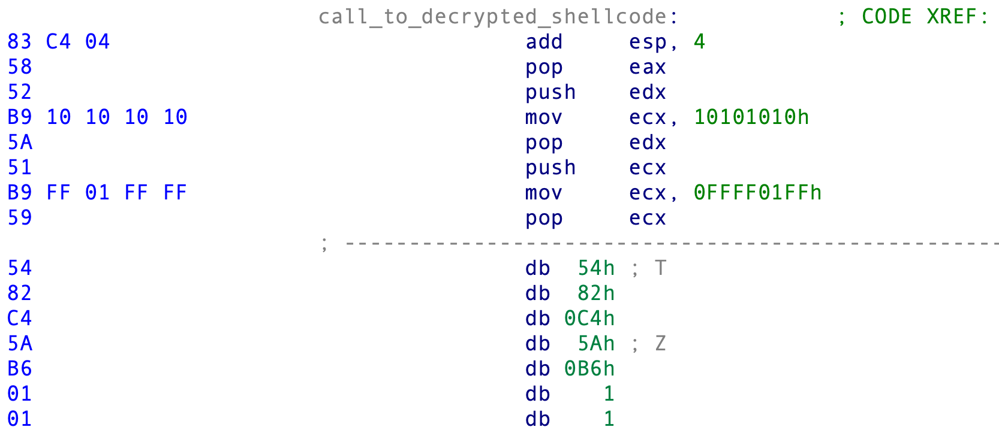 call_to_decrypted_shellcode: ; CODE XREF:
83 C4 04 add esp, 4
58 pop eax
52 push edx
B9 10 10 10 10 mov ecx, 10101010h
5A pop edx
51 push ecx
B9 FF 01 FF FF mov ecx, 0FFFF01FFh
59 pop ecx
; ---------------------------------------------------
54 db 54h ; T
82 db 82h
C4 db 0C4h
5A db 5Ah ; Z
B6 db 0B6h
01 db 1
01 db 1